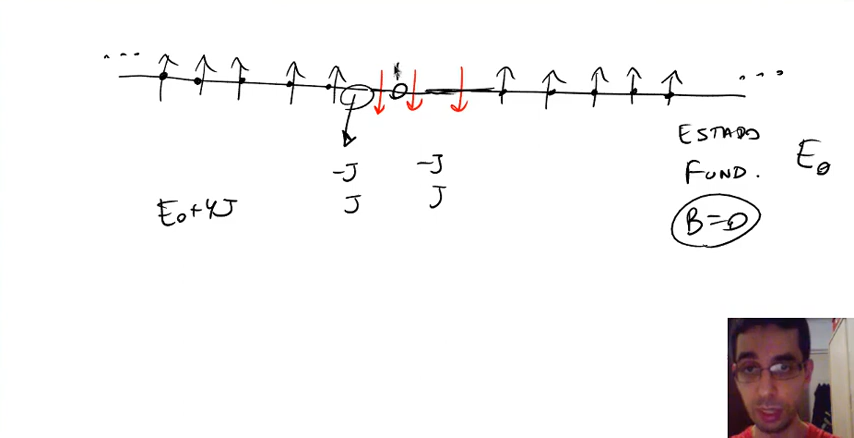 ... ...
ESTADO
FUND.
B=0
E₀
-J -J
J J
E₀+4J